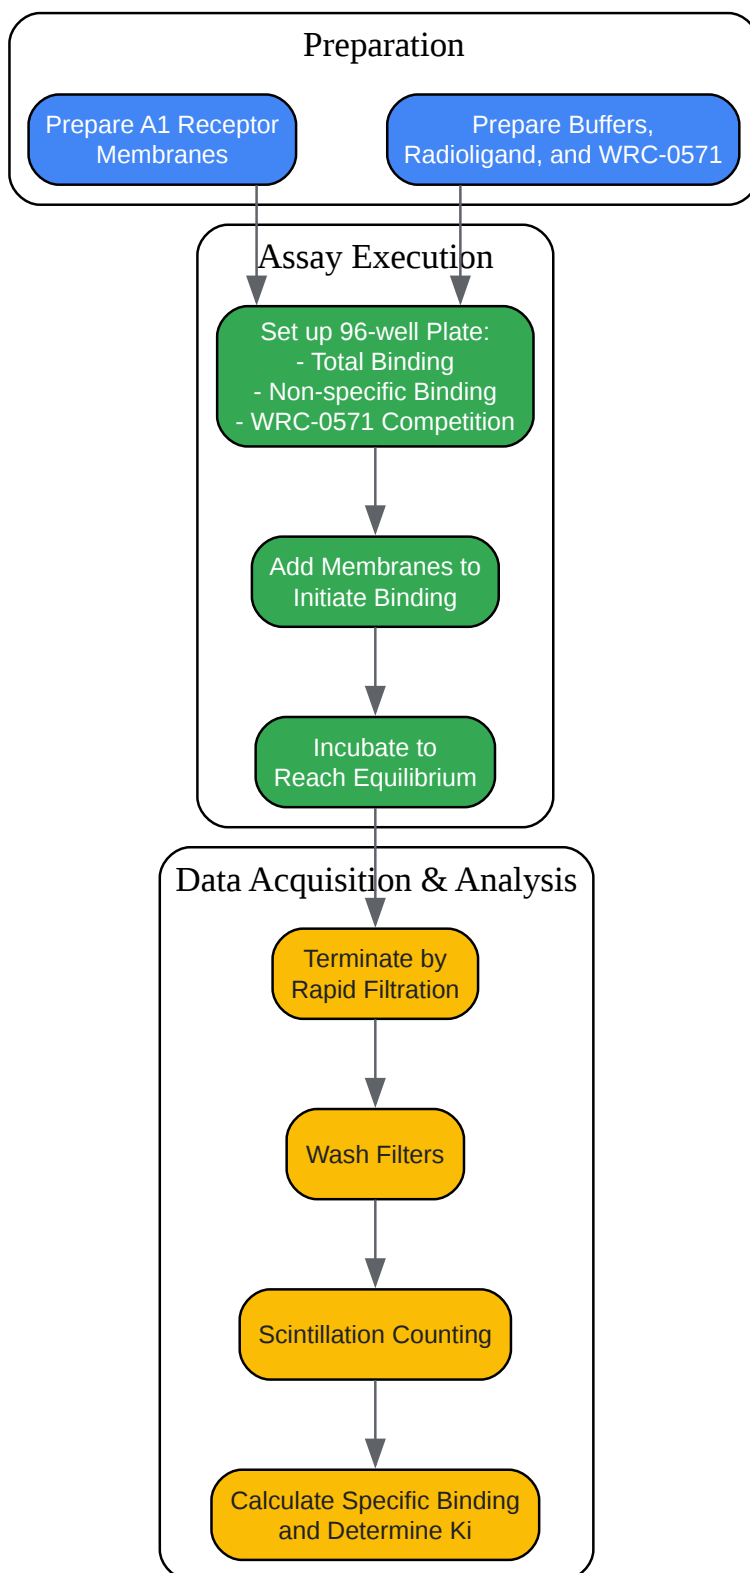 Preparation
Prepare A1 Receptor
Membranes
Prepare Buffers,
Radioligand, and WRC-0571
Assay Execution
Set up 96-well Plate:
- Total Binding
- Non-specific Binding
- WRC-0571 Competition
Add Membranes to
Initiate Binding
Incubate to
Reach Equilibrium
Data Acquisition & Analysis
Terminate by
Rapid Filtration
Wash Filters
Scintillation Counting
Calculate Specific Binding
and Determine Ki